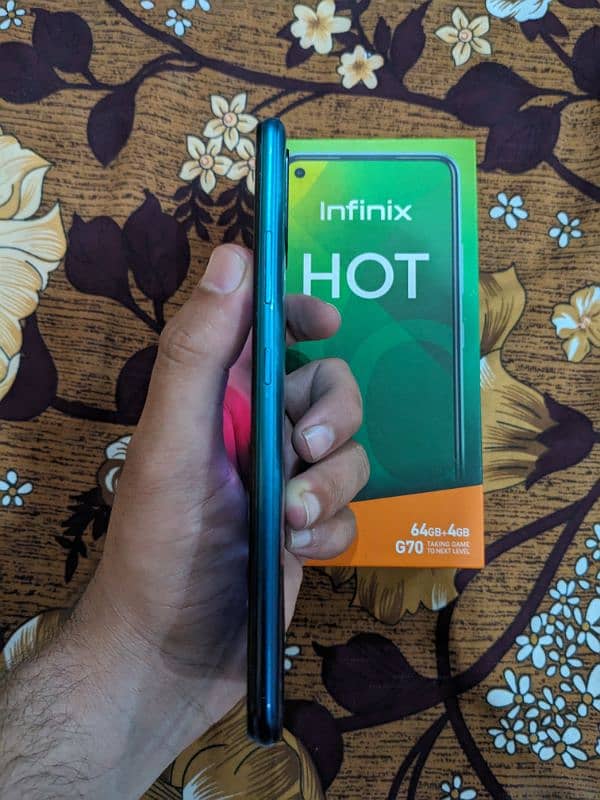 Infinix
HOT
64GB+4GB
G70 TAKING GAME
TO NEXT LEVEL